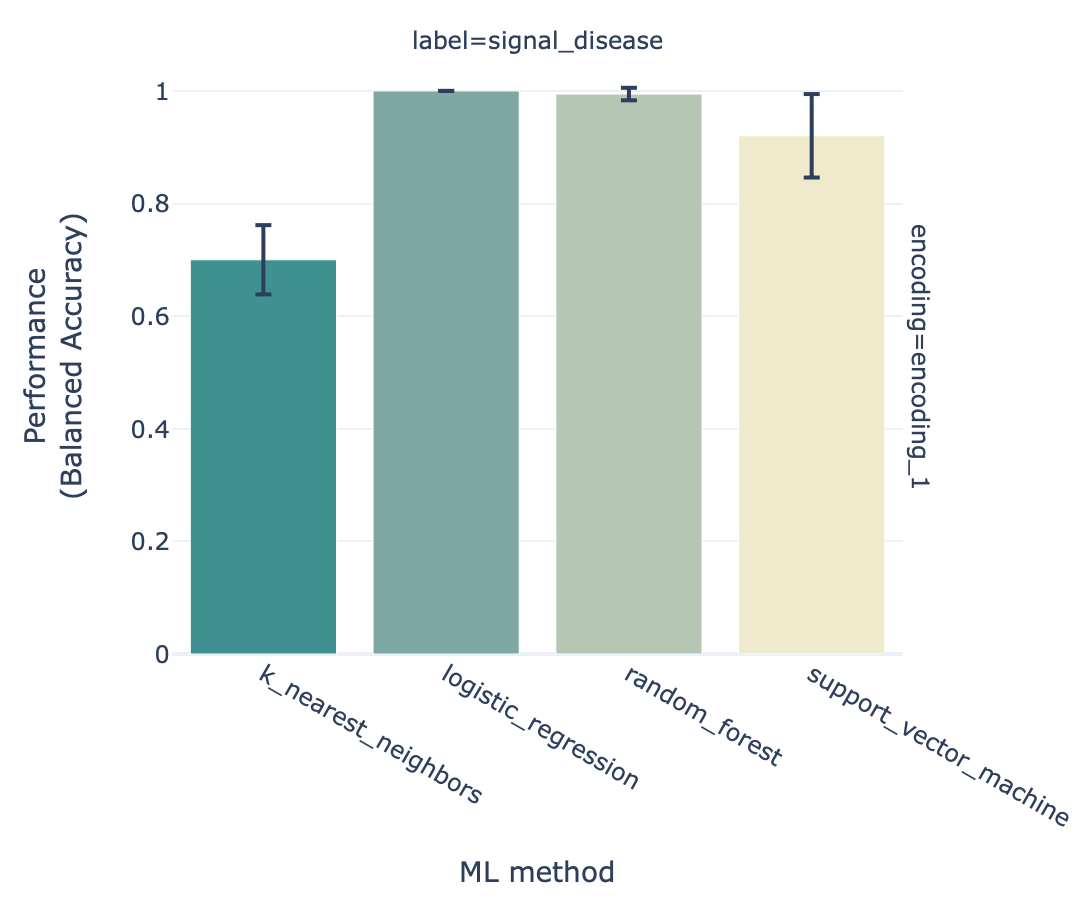 label=signal_disease
1
0.8
0.6
0.4
0.2
0
Performance
(Balanced Accuracy)
encoding=encoding_1
k_nearest_neighbors
logistic_regression
random_forest
support_vector_machine
ML method